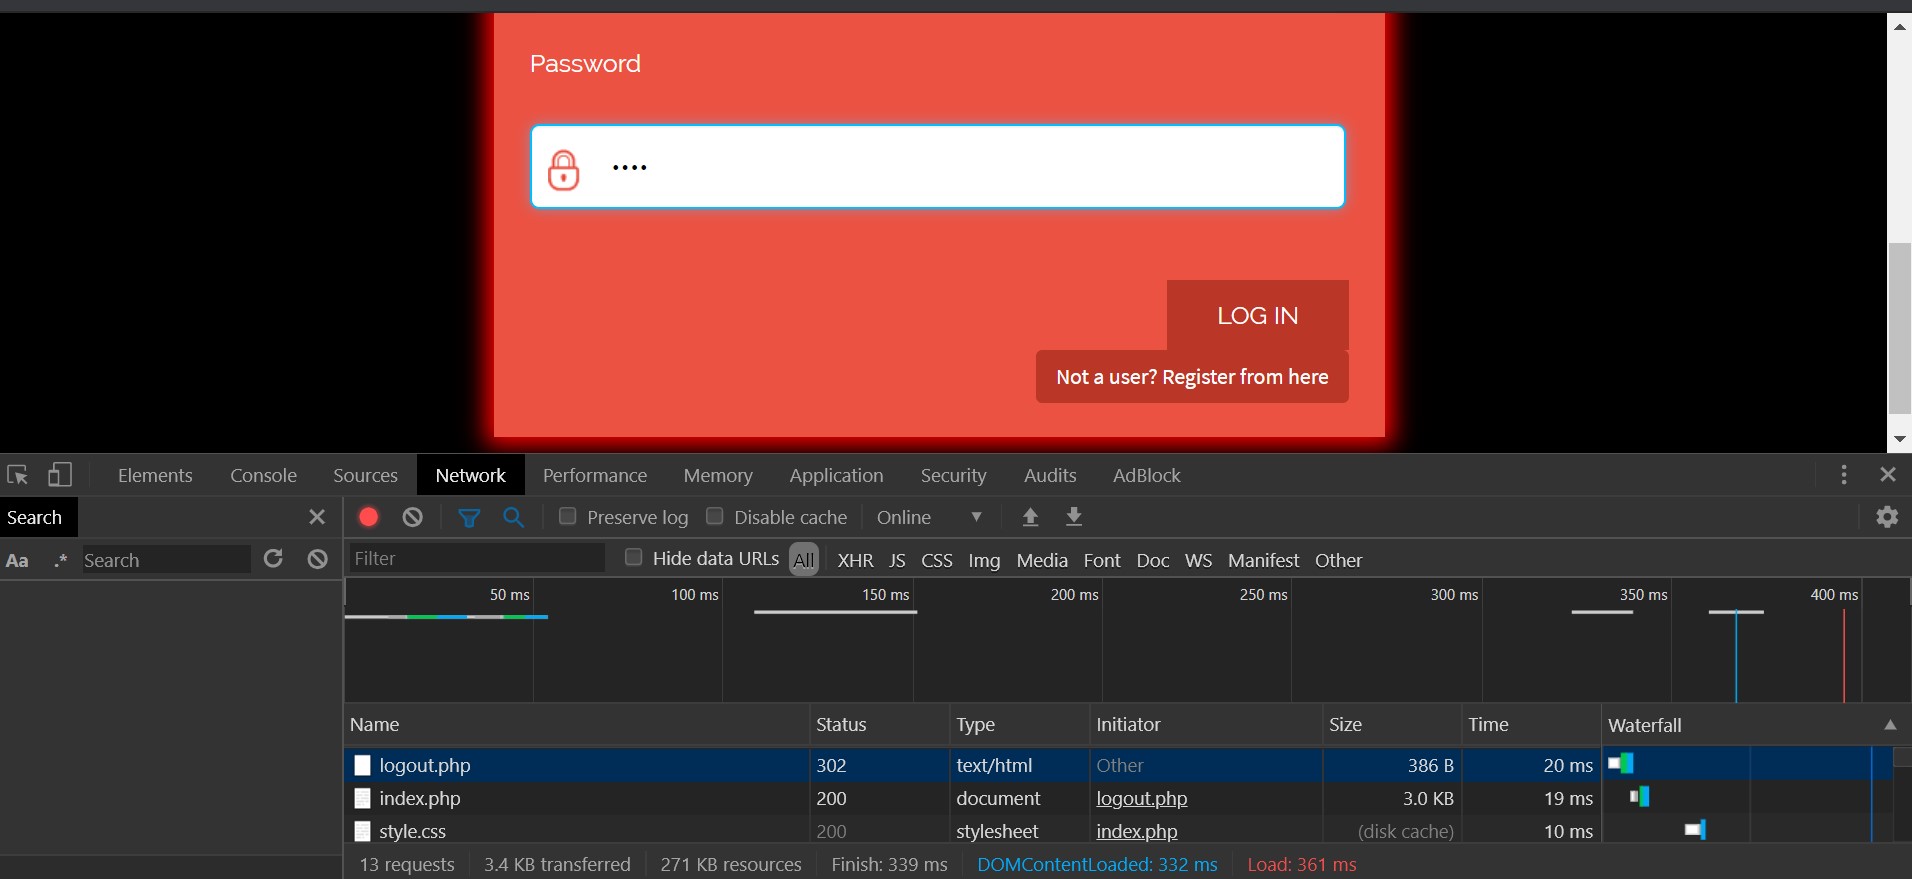 Password
••••
LOG IN
Not a user? Register from here
Elements Console Sources Network Performance Memory Application Security Audits AdBlock
Search
Preserve log Disable cache Online
Aa .* Search
Filter Hide data URLs All XHR JS CSS Img Media Font Doc WS Manifest Other
50 ms 100 ms 150 ms 200 ms 250 ms 300 ms 350 ms 400 ms
Name Status Type Initiator Size Time Waterfall
logout.php 302 text/html Other 386 B 20 ms
index.php 200 document logout.php 3.0 KB 19 ms
style.css 200 stylesheet index.php (disk cache) 10 ms
13 requests 3.4 KB transferred 271 KB resources Finish: 339 ms DOMContentLoaded: 332 ms Load: 361 ms